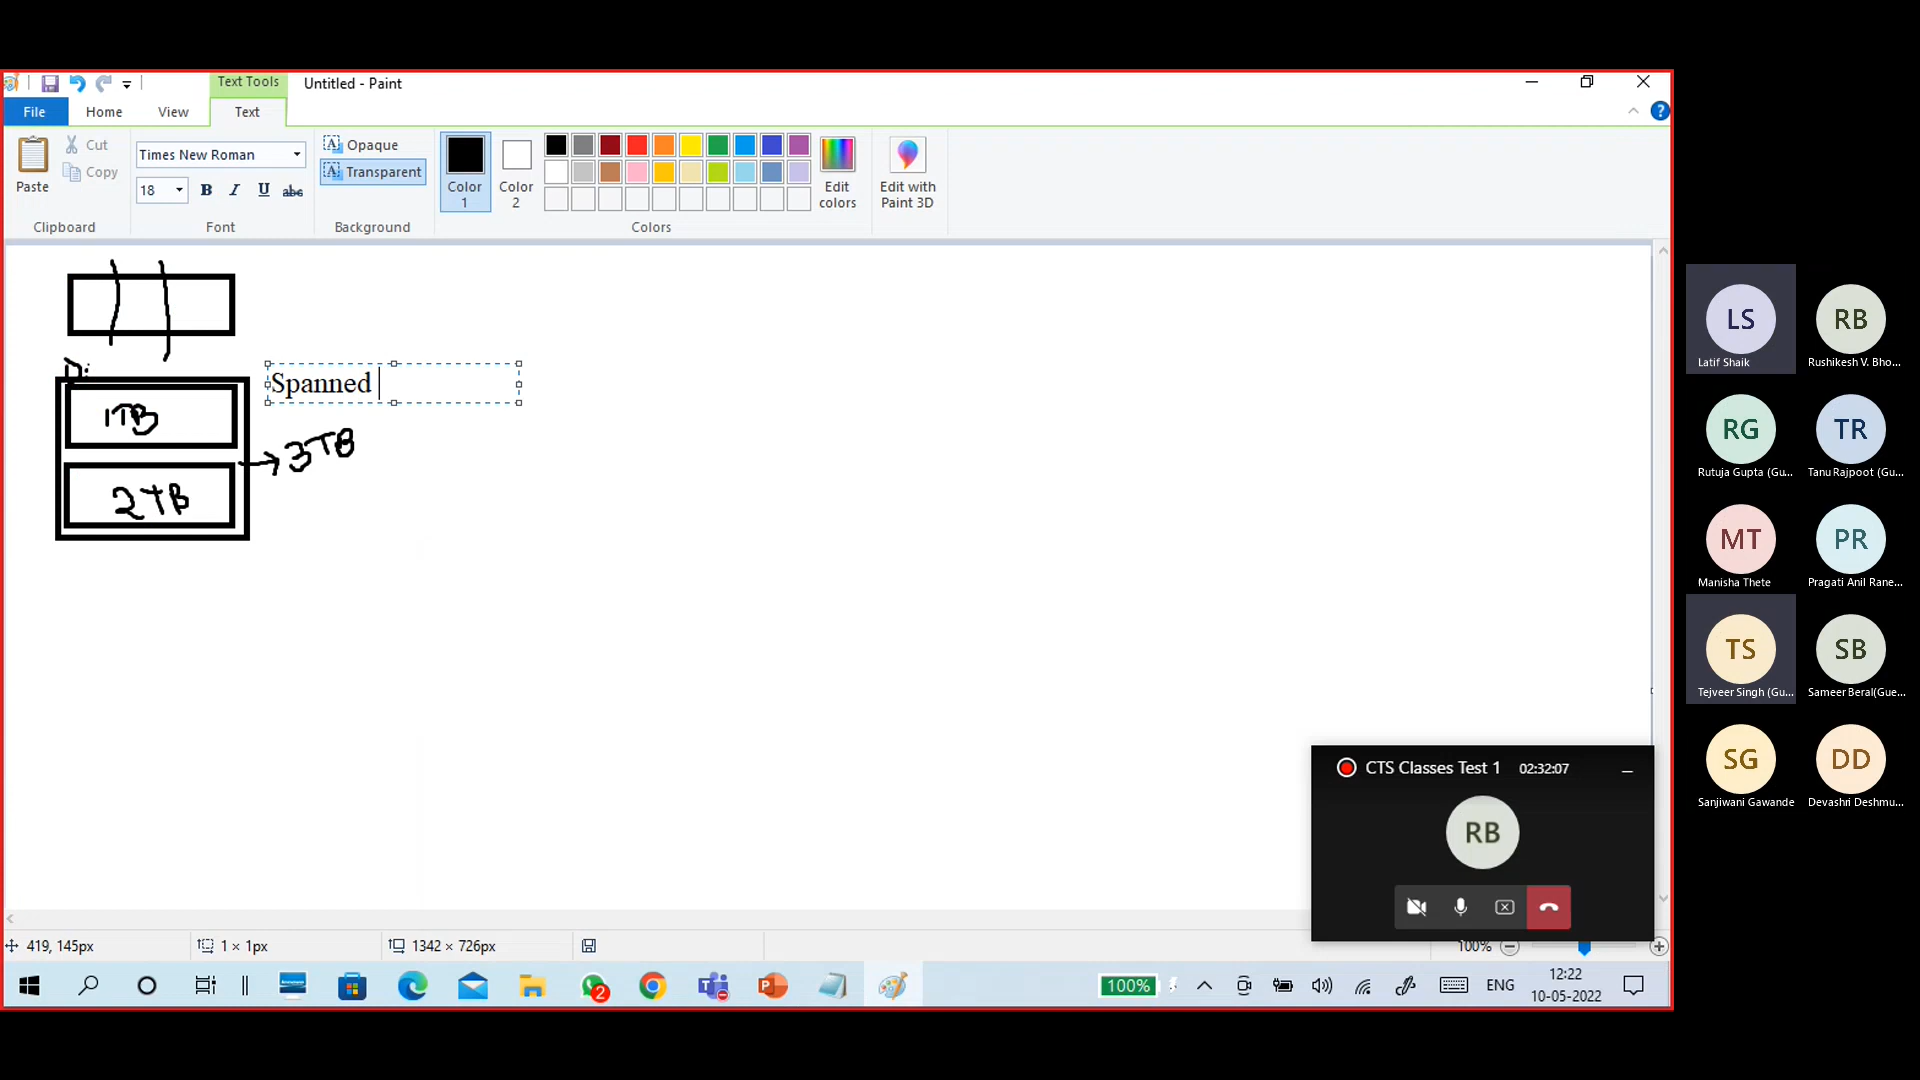 Text Tools
Untitled - Paint
File
Home
View
Text
Paste
Cut
Copy
Clipboard
Times New Roman
18
B
I
U
abc
Font
Opaque
Transparent
Background
Color
1
Color
2
Edit
colors
Colors
Edit with
Paint 3D
D:
1TB
2TB
Spanned
3TB
CTS Classes Test 1
02:32:07
RB
419, 145px
1 × 1px
1342 × 726px
100%
2
100%
ENG
12:22
10-05-2022
LS
Latif Shaik
RB
Rushikesh V. Bho...
RG
Rutuja Gupta (Gu...
TR
Tanu Rajpoot (Gu...
MT
Manisha Thete
PR
Pragati Anil Rane...
TS
Tejveer Singh (Gu...
SB
Sameer Beral(Gue...
SG
Sanjiwani Gawande
DD
Devashri Deshmu...